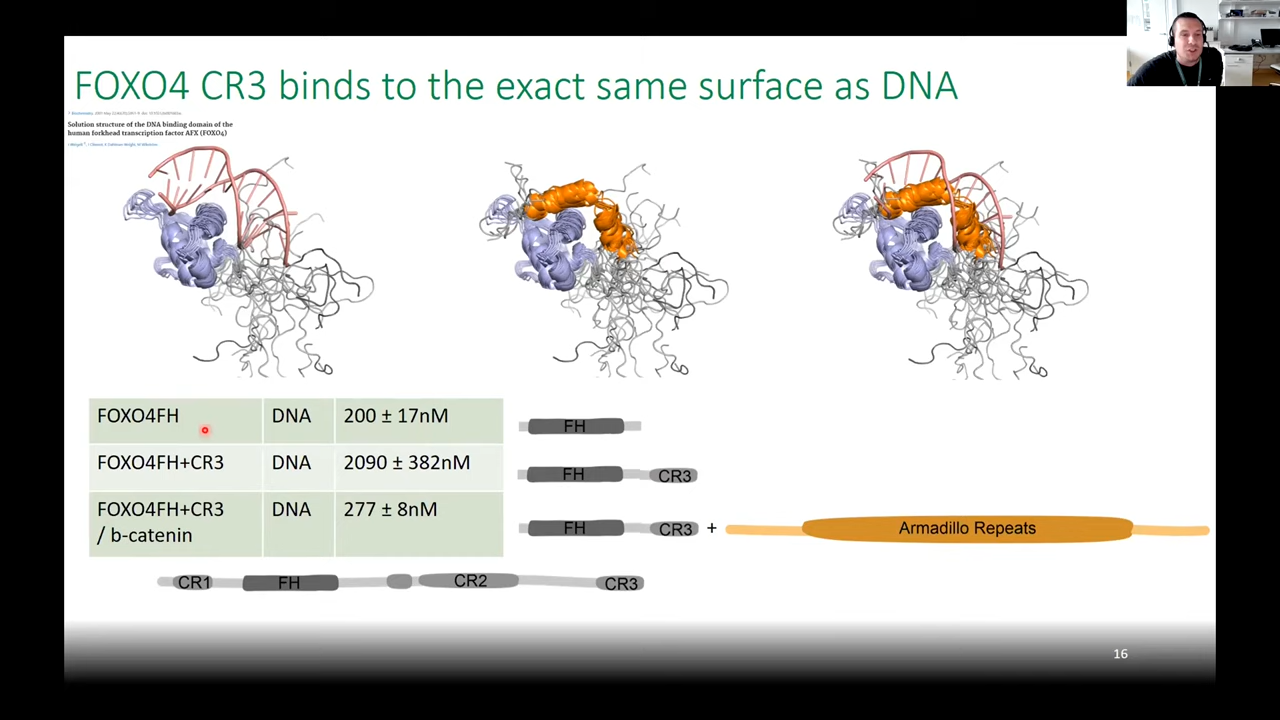 FOXO4 CR3 binds to the exact same surface as DNA
Solution structure of the DNA binding domain of the
human forkhead transcription factor AFX (FOXO4)
FOXO4FH DNA 200 ± 17nM
FH
FOXO4FH+CR3 DNA 2090 ± 382nM
FH CR3
FOXO4FH+CR3 DNA 277 ± 8nM
/ b-catenin
FH CR3 + Armadillo Repeats
CR1 FH CR2 CR3
16